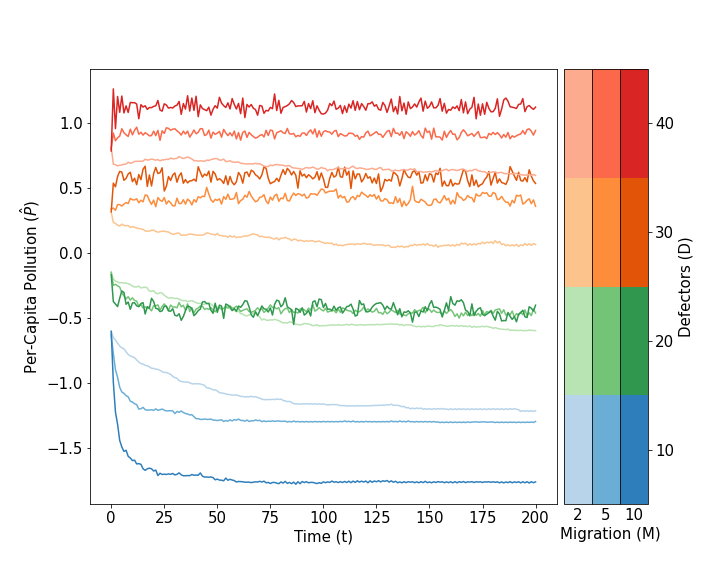 1.0
0.5
0.0
−0.5
−1.0
−1.5
Per-Capita Pollution (P̂)
0 25 50 75 100 125 150 175 200
Time (t)
40
30
20
10
Defectors (D)
2 5 10
Migration (M)